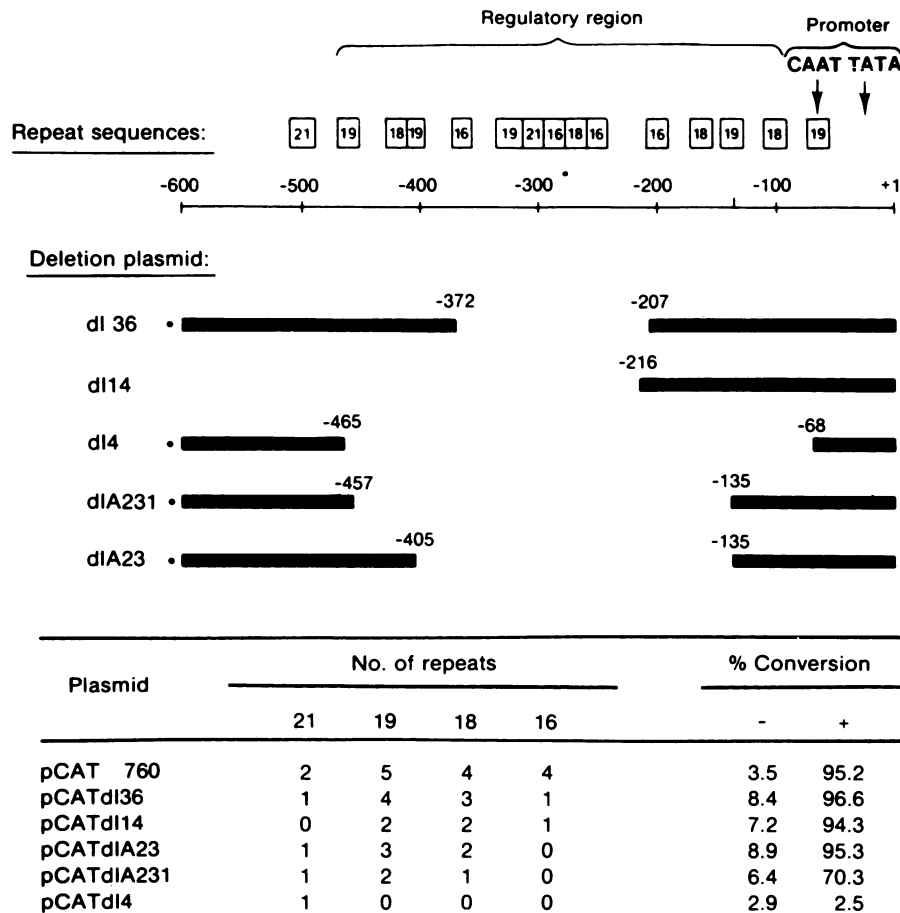 Regulatory region
Promoter
CAAT TATA
Repeat sequences:
21 19 18 19 16 19 21 16 18 16 16 18 19 18 19
-600 -500 -400 -300 -200 -100 +1
Deletion plasmid:
-372 -207
dl 36
-216
dl14
-465 -68
dl4
-457 -135
dlA231
-405 -135
dlA23
Plasmid No. of repeats % Conversion
21 19 18 16 - +
pCAT 760 2 5 4 4 3.5 95.2
pCATdl36 1 4 3 1 8.4 96.6
pCATdl14 0 2 2 1 7.2 94.3
pCATdlA23 1 3 2 0 8.9 95.3
pCATdlA231 1 2 1 0 6.4 70.3
pCATdl4 1 0 0 0 2.9 2.5